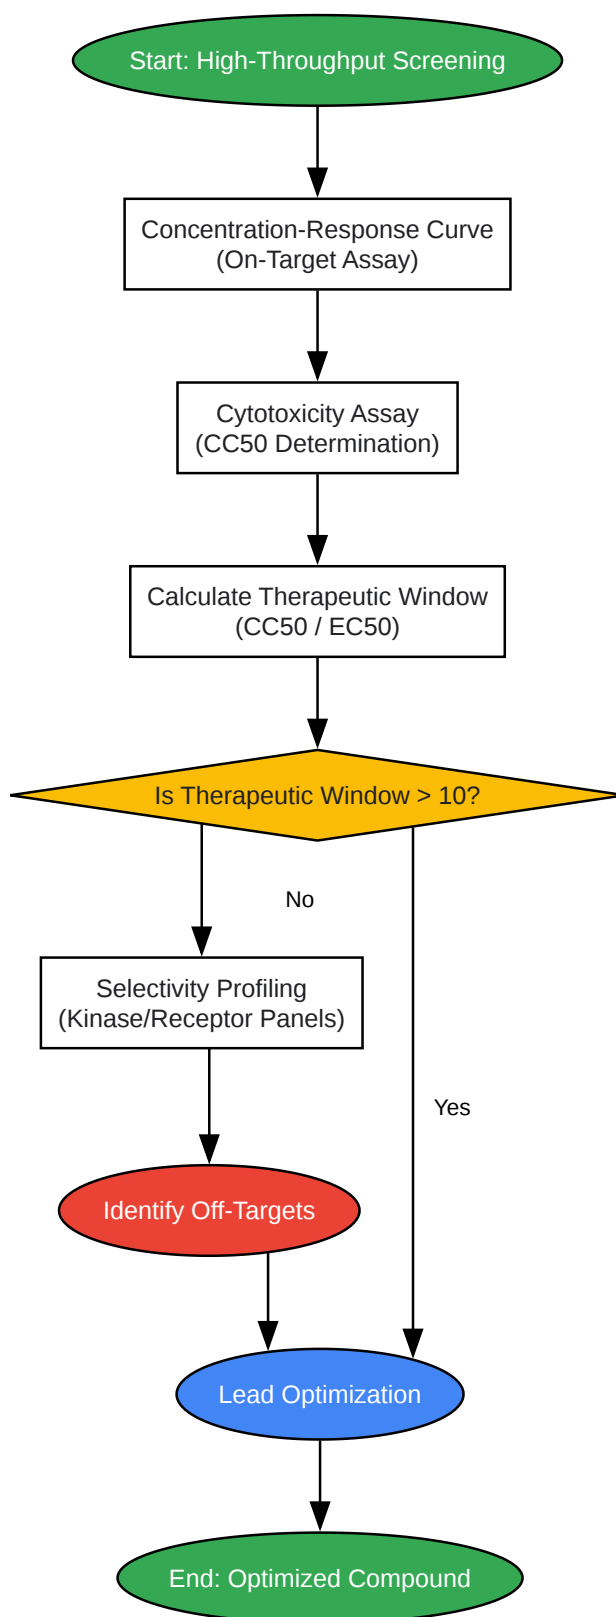 Start: High-Throughput Screening
Concentration-Response Curve
(On-Target Assay)
Cytotoxicity Assay
(CC50 Determination)
Calculate Therapeutic Window
(CC50 / EC50)
Is Therapeutic Window > 10?
No
Selectivity Profiling
(Kinase/Receptor Panels)
Yes
Identify Off-Targets
Lead Optimization
End: Optimized Compound